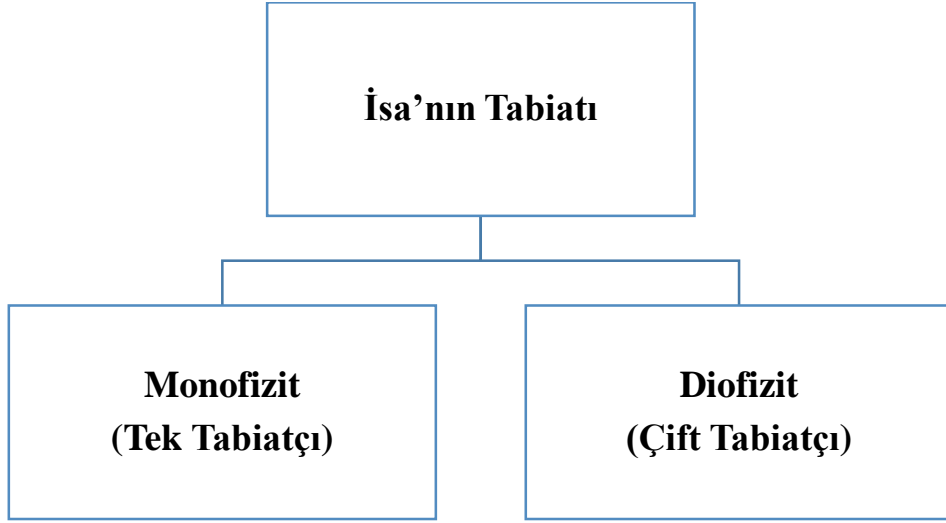 İsa’nın Tabiatı
Monofizit
(Tek Tabiatçı)
Diofizit
(Çift Tabiatçı)